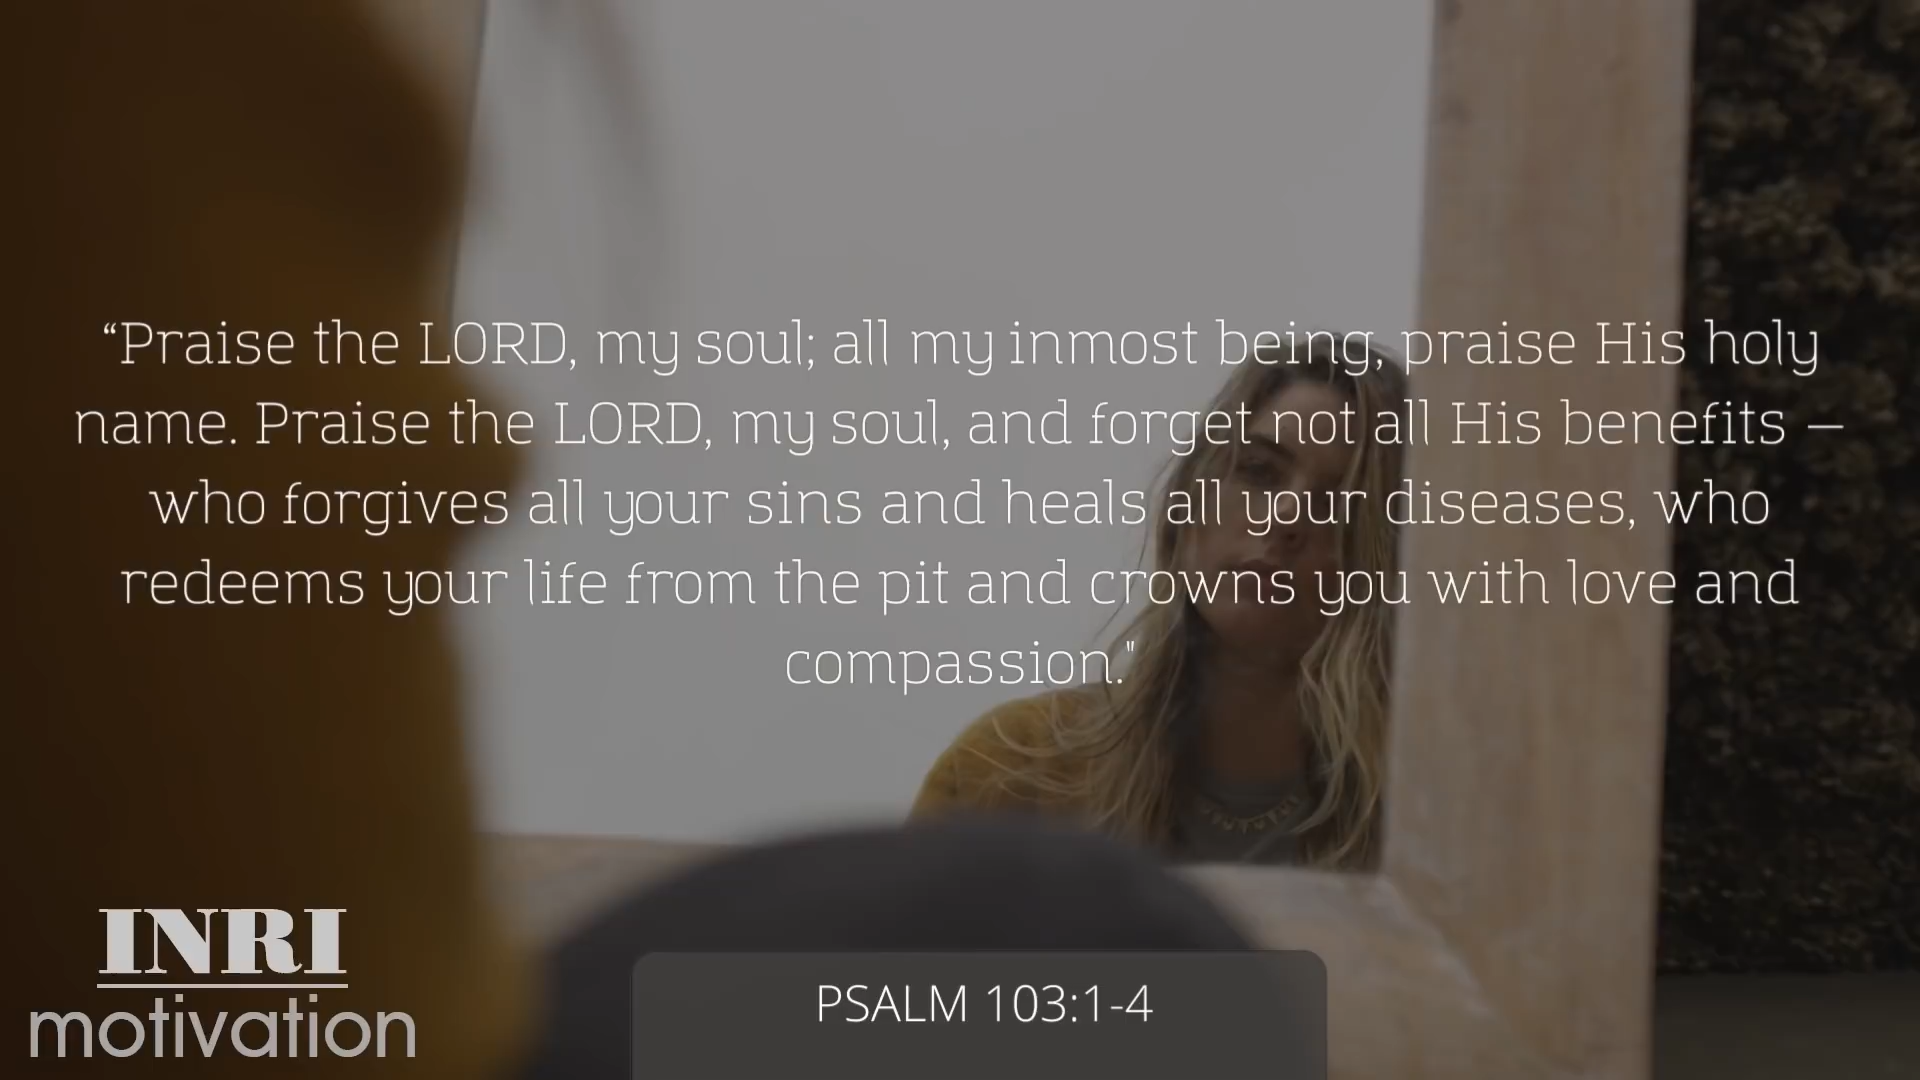 “Praise the LORD, my soul; all my inmost being, praise His holy
name. Praise the LORD, my soul, and forget not all His benefits —
who forgives all your sins and heals all your diseases, who
redeems your life from the pit and crowns you with love and
compassion."
INRI
motivation
PSALM 103:1-4